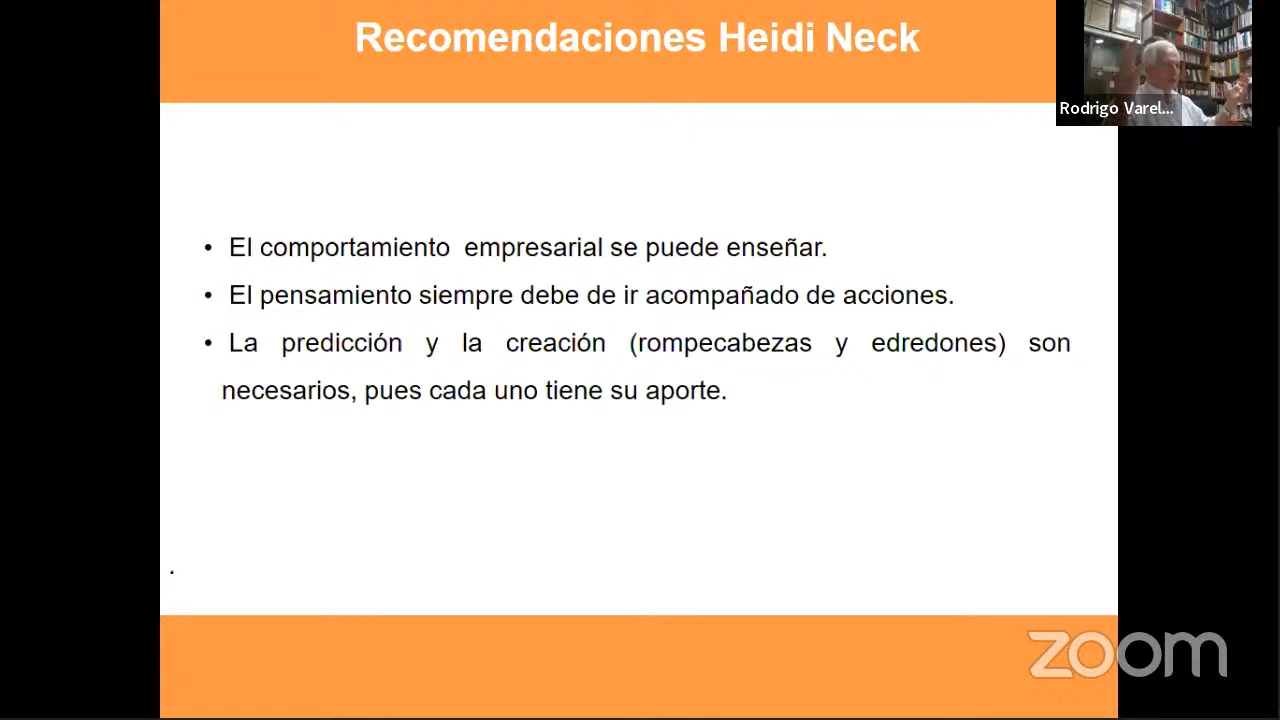 Recomendaciones Heidi Neck
Rodrigo Varel...
• El comportamiento empresarial se puede enseñar.
• El pensamiento siempre debe de ir acompañado de acciones.
• La predicción y la creación (rompecabezas y edredones) son
necesarios, pues cada uno tiene su aporte.
.
zoom